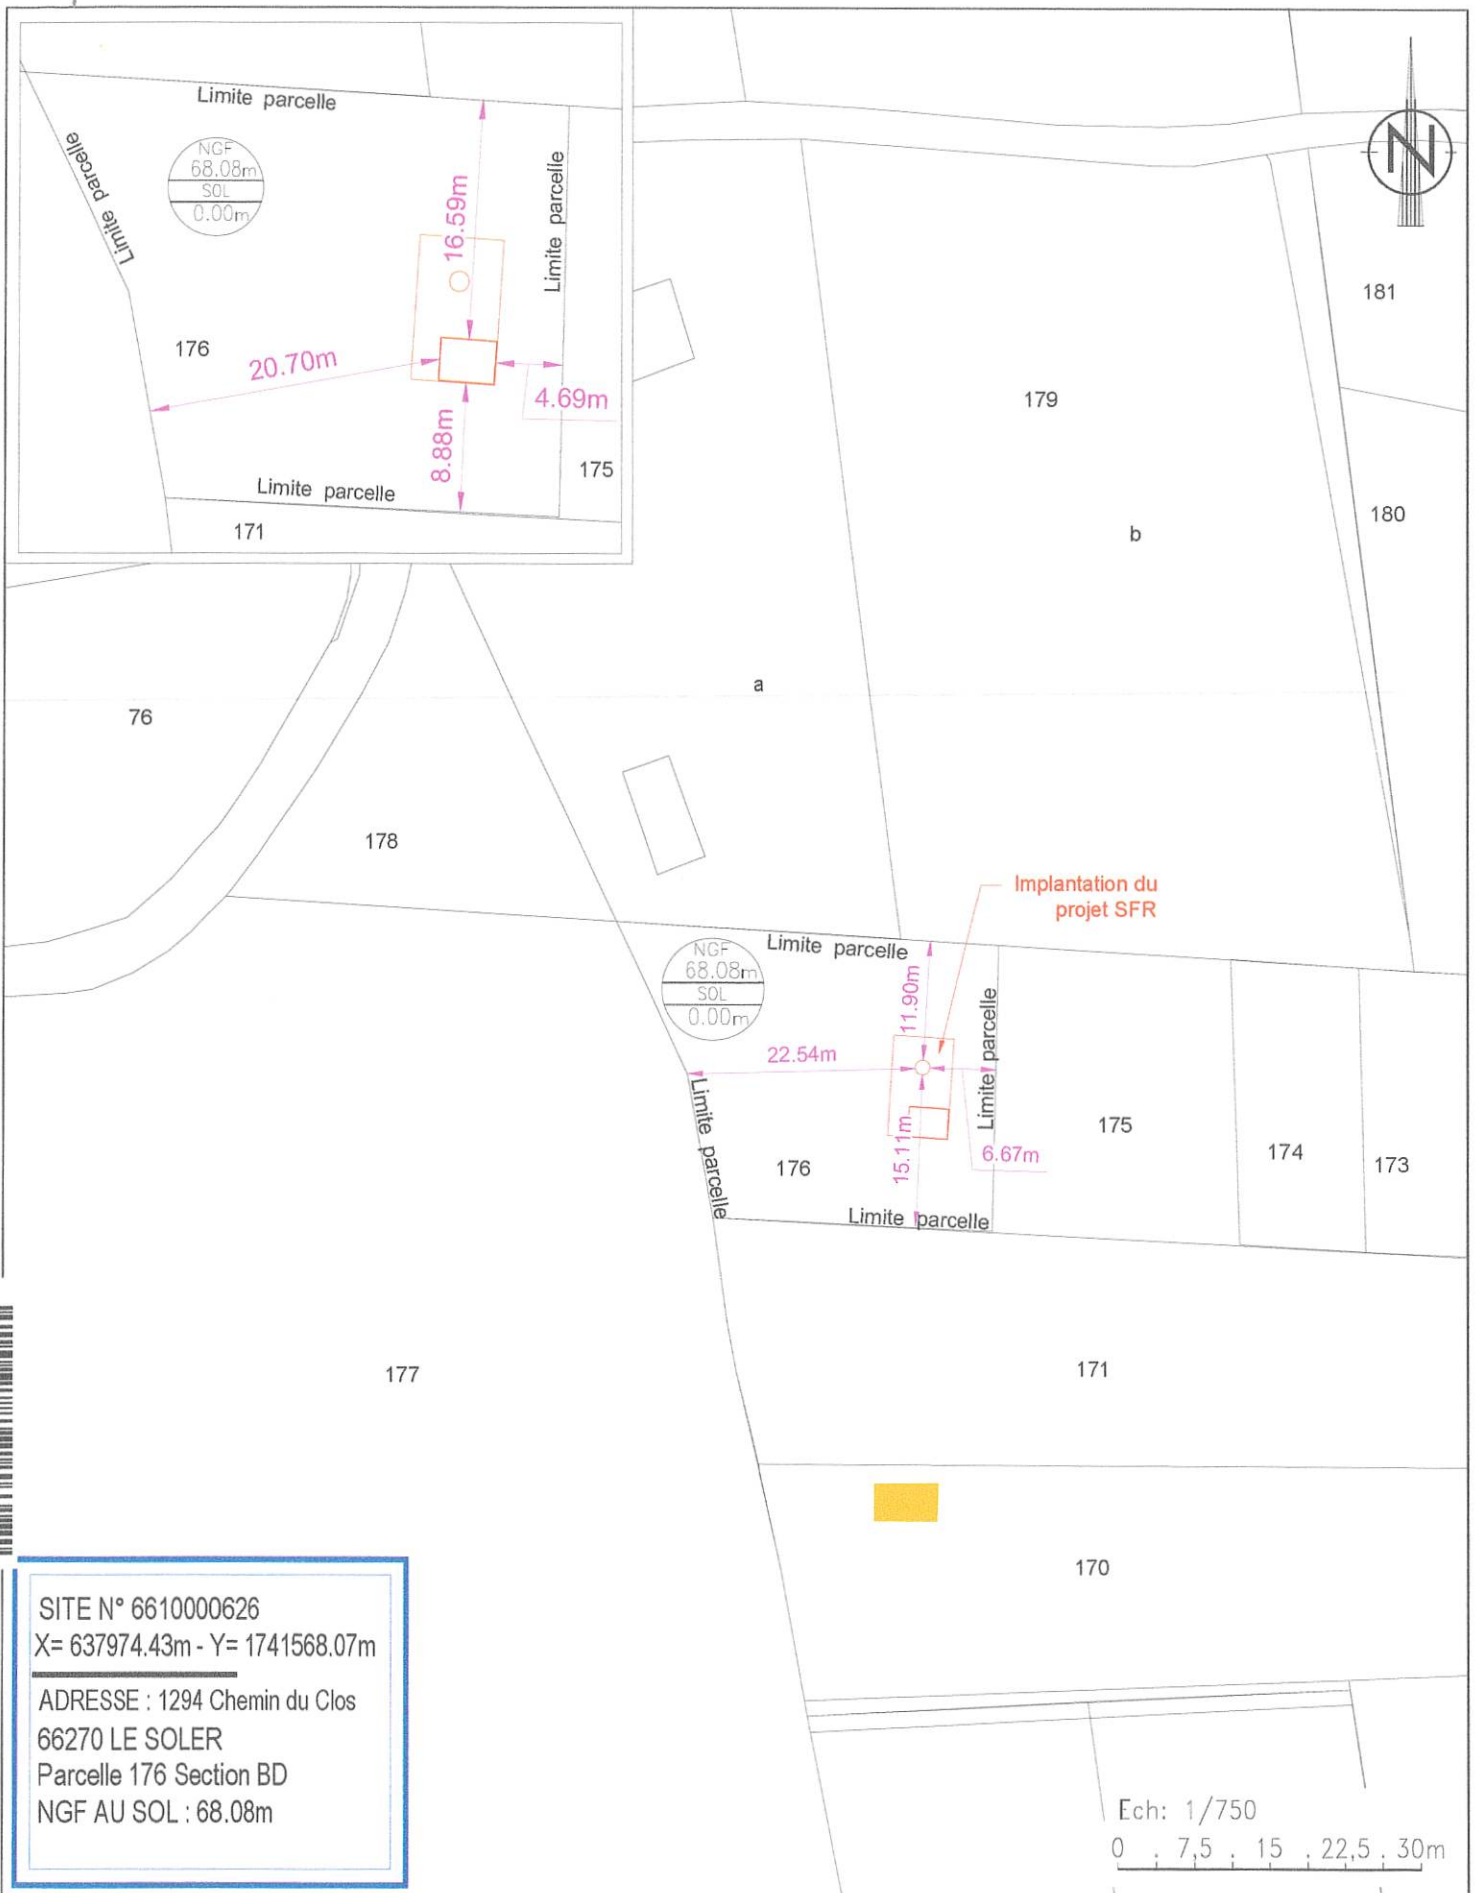 Limite parcelle
Limite parcelle
NGF
68.08m
SOL
0.00m
16.59m
Limite parcelle
176
20.70m
4.69m
8.88m
175
Limite parcelle
171
N
181
179
180
b
a
76
178
Implantation du
projet SFR
NGF
68.08m
SOL
0.00m
Limite parcelle
11.90m
Limite parcelle
22.54m
Limite parcelle
15.11m
6.67m
176
175
174
173
Limite parcelle
177
171
170
SITE N° 6610000626
X= 637974.43m - Y= 1741568.07m
ADRESSE : 1294 Chemin du Clos
66270 LE SOLER
Parcelle 176 Section BD
NGF AU SOL : 68.08m
Ech: 1/750
0 7,5 15 22,5 30m